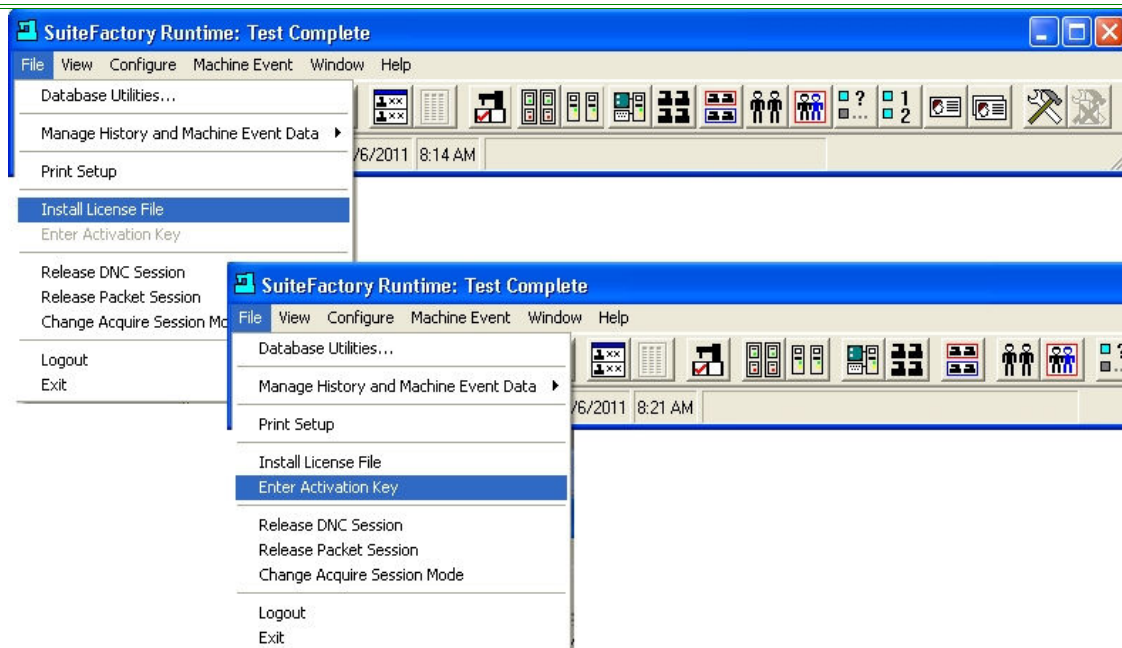 SuiteFactory Runtime: Test Complete
File View Configure Machine Event Window Help
Database Utilities...
Manage History and Machine Event Data
Print Setup
Install License File
Enter Activation Key
Release DNC Session
Release Packet Session
Change Acquire Session Mo
Logout
Exit
/6/2011 8:14 AM
SuiteFactory Runtime: Test Complete
File View Configure Machine Event Window Help
Database Utilities...
Manage History and Machine Event Data
Print Setup
Install License File
Enter Activation Key
Release DNC Session
Release Packet Session
Change Acquire Session Mode
Logout
Exit
/6/2011 8:21 AM